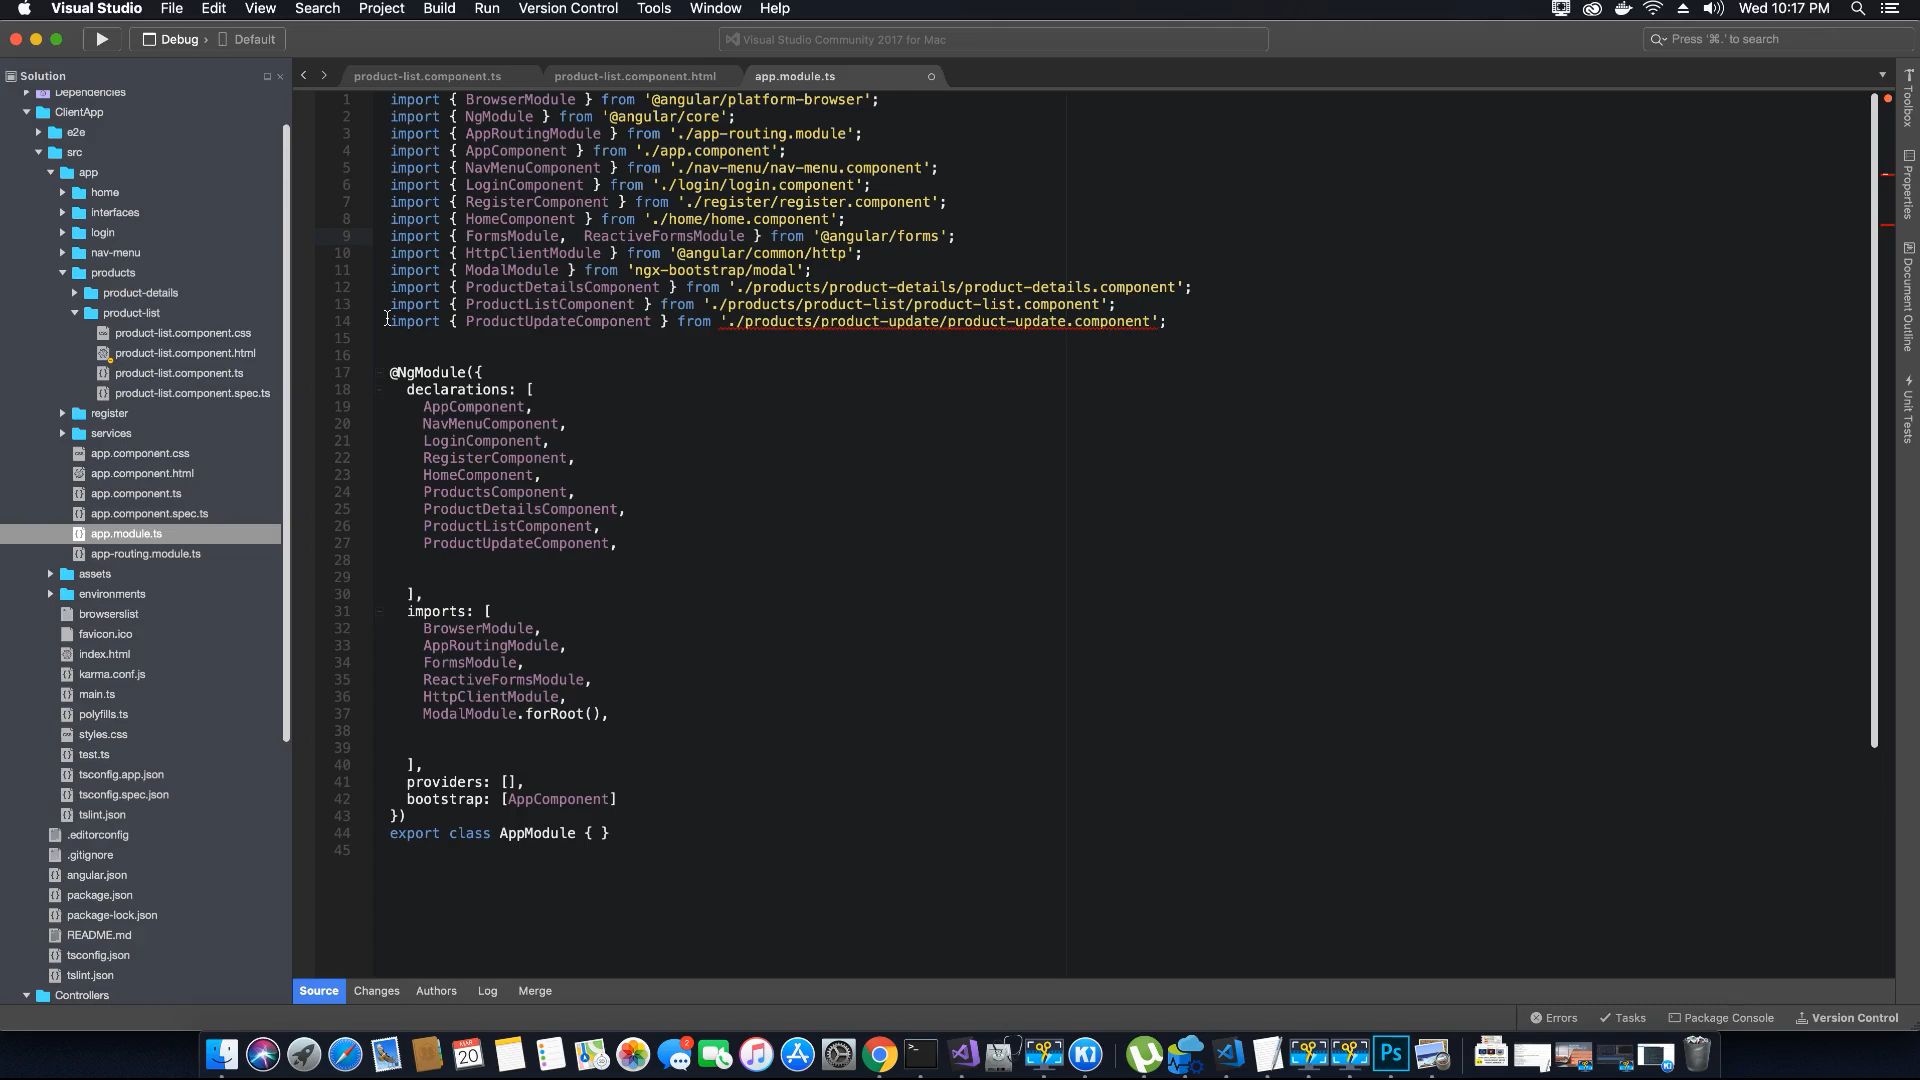 Visual Studio File Edit View Search Project Build Run Version Control Tools Window Help Wed 10:17 PM
Debug › Default Visual Studio Community 2017 for Mac Press '⌘.' to search
Solution
product-list.component.ts product-list.component.html app.module.ts
Dependencies
ClientApp
e2e
src
app
home
interfaces
login
nav-menu
products
product-details
product-list
product-list.component.css
product-list.component.html
product-list.component.ts
product-list.component.spec.ts
register
services
app.component.css
app.component.html
app.component.ts
app.component.spec.ts
app.module.ts
app-routing.module.ts
assets
environments
browserslist
favicon.ico
index.html
karma.conf.js
main.ts
polyfills.ts
styles.css
test.ts
tsconfig.app.json
tsconfig.spec.json
tslint.json
.editorconfig
.gitignore
angular.json
package.json
package-lock.json
README.md
tsconfig.json
tslint.json
Controllers
1 import { BrowserModule } from '@angular/platform-browser';
2 import { NgModule } from '@angular/core';
3 import { AppRoutingModule } from './app-routing.module';
4 import { AppComponent } from './app.component';
5 import { NavMenuComponent } from './nav-menu/nav-menu.component';
6 import { LoginComponent } from './login/login.component';
7 import { RegisterComponent } from './register/register.component';
8 import { HomeComponent } from './home/home.component';
9 import { FormsModule,  ReactiveFormsModule } from '@angular/forms';
10 import { HttpClientModule } from '@angular/common/http';
11 import { ModalModule } from 'ngx-bootstrap/modal';
12 import { ProductDetailsComponent } from './products/product-details/product-details.component';
13 import { ProductListComponent } from './products/product-list/product-list.component';
14 import { ProductUpdateComponent } from './products/product-update/product-update.component';
15
16
17 @NgModule({
18 declarations: [
19 AppComponent,
20 NavMenuComponent,
21 LoginComponent,
22 RegisterComponent,
23 HomeComponent,
24 ProductsComponent,
25 ProductDetailsComponent,
26 ProductListComponent,
27 ProductUpdateComponent,
28
29
30 ],
31 imports: [
32 BrowserModule,
33 AppRoutingModule,
34 FormsModule,
35 ReactiveFormsModule,
36 HttpClientModule,
37 ModalModule.forRoot(),
38
39
40 ],
41 providers: [],
42 bootstrap: [AppComponent]
43 })
44 export class AppModule { }
45
Toolbox
Properties
Document Outline
Unit Tests
Source Changes Authors Log Merge
Errors Tasks Package Console Version Control
MAR
20
2
Ps